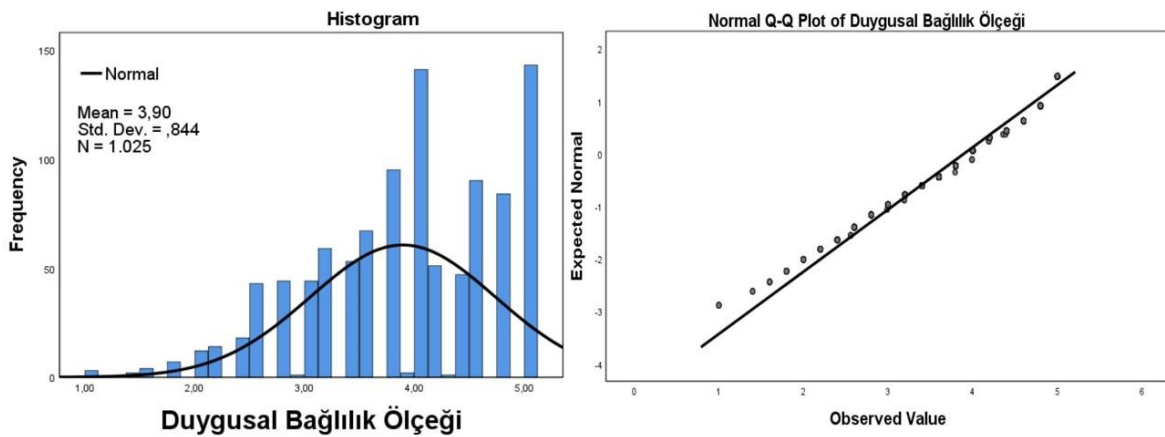 Histogram
Normal
Mean = 3,90
Std. Dev. = ,844
N = 1.025
Frequency
150
100
50
0
1,00 2,00 3,00 4,00 5,00
Duygusal Bağlılık Ölçeği
Normal Q-Q Plot of Duygusal Bağlılık Ölçeği
Expected Normal
2
1
0
-1
-2
-3
-4
0 1 2 3 4 5 6
Observed Value